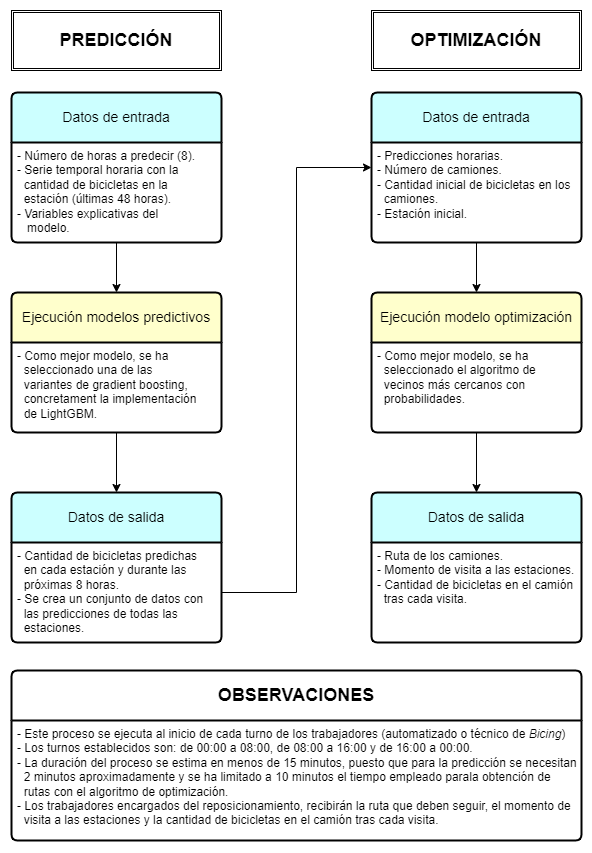 PREDICCIÓN
Datos de entrada
- Número de horas a predecir (8).
- Serie temporal horaria con la
cantidad de bicicletas en la
estación (últimas 48 horas).
- Variables explicativas del
modelo.
Ejecución modelos predictivos
- Como mejor modelo, se ha
seleccionado una de las
variantes de gradient boosting,
concretament la implementación
de LightGBM.
Datos de salida
- Cantidad de bicicletas predichas
en cada estación y durante las
próximas 8 horas.
- Se crea un conjunto de datos con
las predicciones de todas las
estaciones.
OPTIMIZACIÓN
Datos de entrada
- Predicciones horarias.
- Número de camiones.
- Cantidad inicial de bicicletas en los
camiones.
- Estación inicial.
Ejecución modelo optimización
- Como mejor modelo, se ha
seleccionado el algoritmo de
vecinos más cercanos con
probabilidades.
Datos de salida
- Ruta de los camiones.
- Momento de visita a las estaciones.
- Cantidad de bicicletas en el camión
tras cada visita.
OBSERVACIONES
- Este proceso se ejecuta al inicio de cada turno de los trabajadores (automatizado o técnico de Bicing)
- Los turnos establecidos son: de 00:00 a 08:00, de 08:00 a 16:00 y de 16:00 a 00:00.
- La duración del proceso se estima en menos de 15 minutos, puesto que para la predicción se necesitan
2 minutos aproximadamente y se ha limitado a 10 minutos el tiempo empleado parala obtención de
rutas con el algoritmo de optimización.
- Los trabajadores encargados del reposicionamiento, recibirán la ruta que deben seguir, el momento de
visita a las estaciones y la cantidad de bicicletas en el camión tras cada visita.